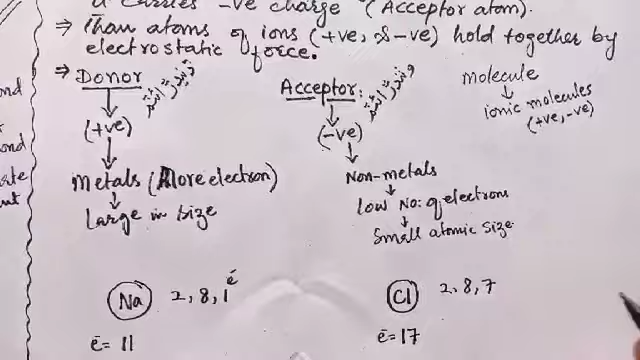 carries -ve charge (Acceptor atom).
⇒ Than atoms of ions (+ve, & -ve) hold together by
electrostatic force.
⇒ Donor
(+ve)
Metals (More electron)
Large in Size
Acceptor:
(-ve)
Non-metals
Low No: of electrons
Small atomic Size
molecule
ionic molecules
(+ve, -ve)
Na 2, 8, 1 ē
ē = 11
Cl 2, 8, 7
ē = 17